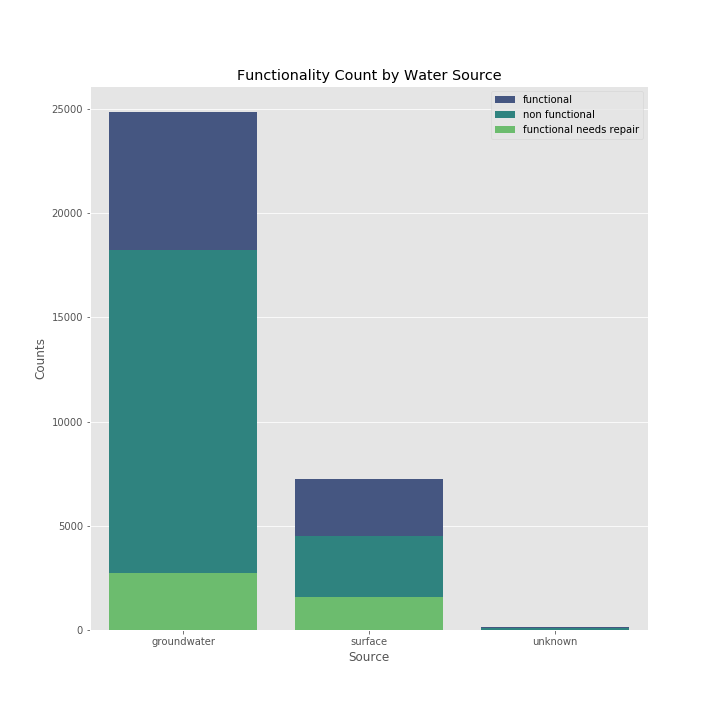 Functionality Count by Water Source
functional
non functional
functional needs repair
25000
20000
15000
10000
5000
0
Counts
groundwater
surface
unknown
Source